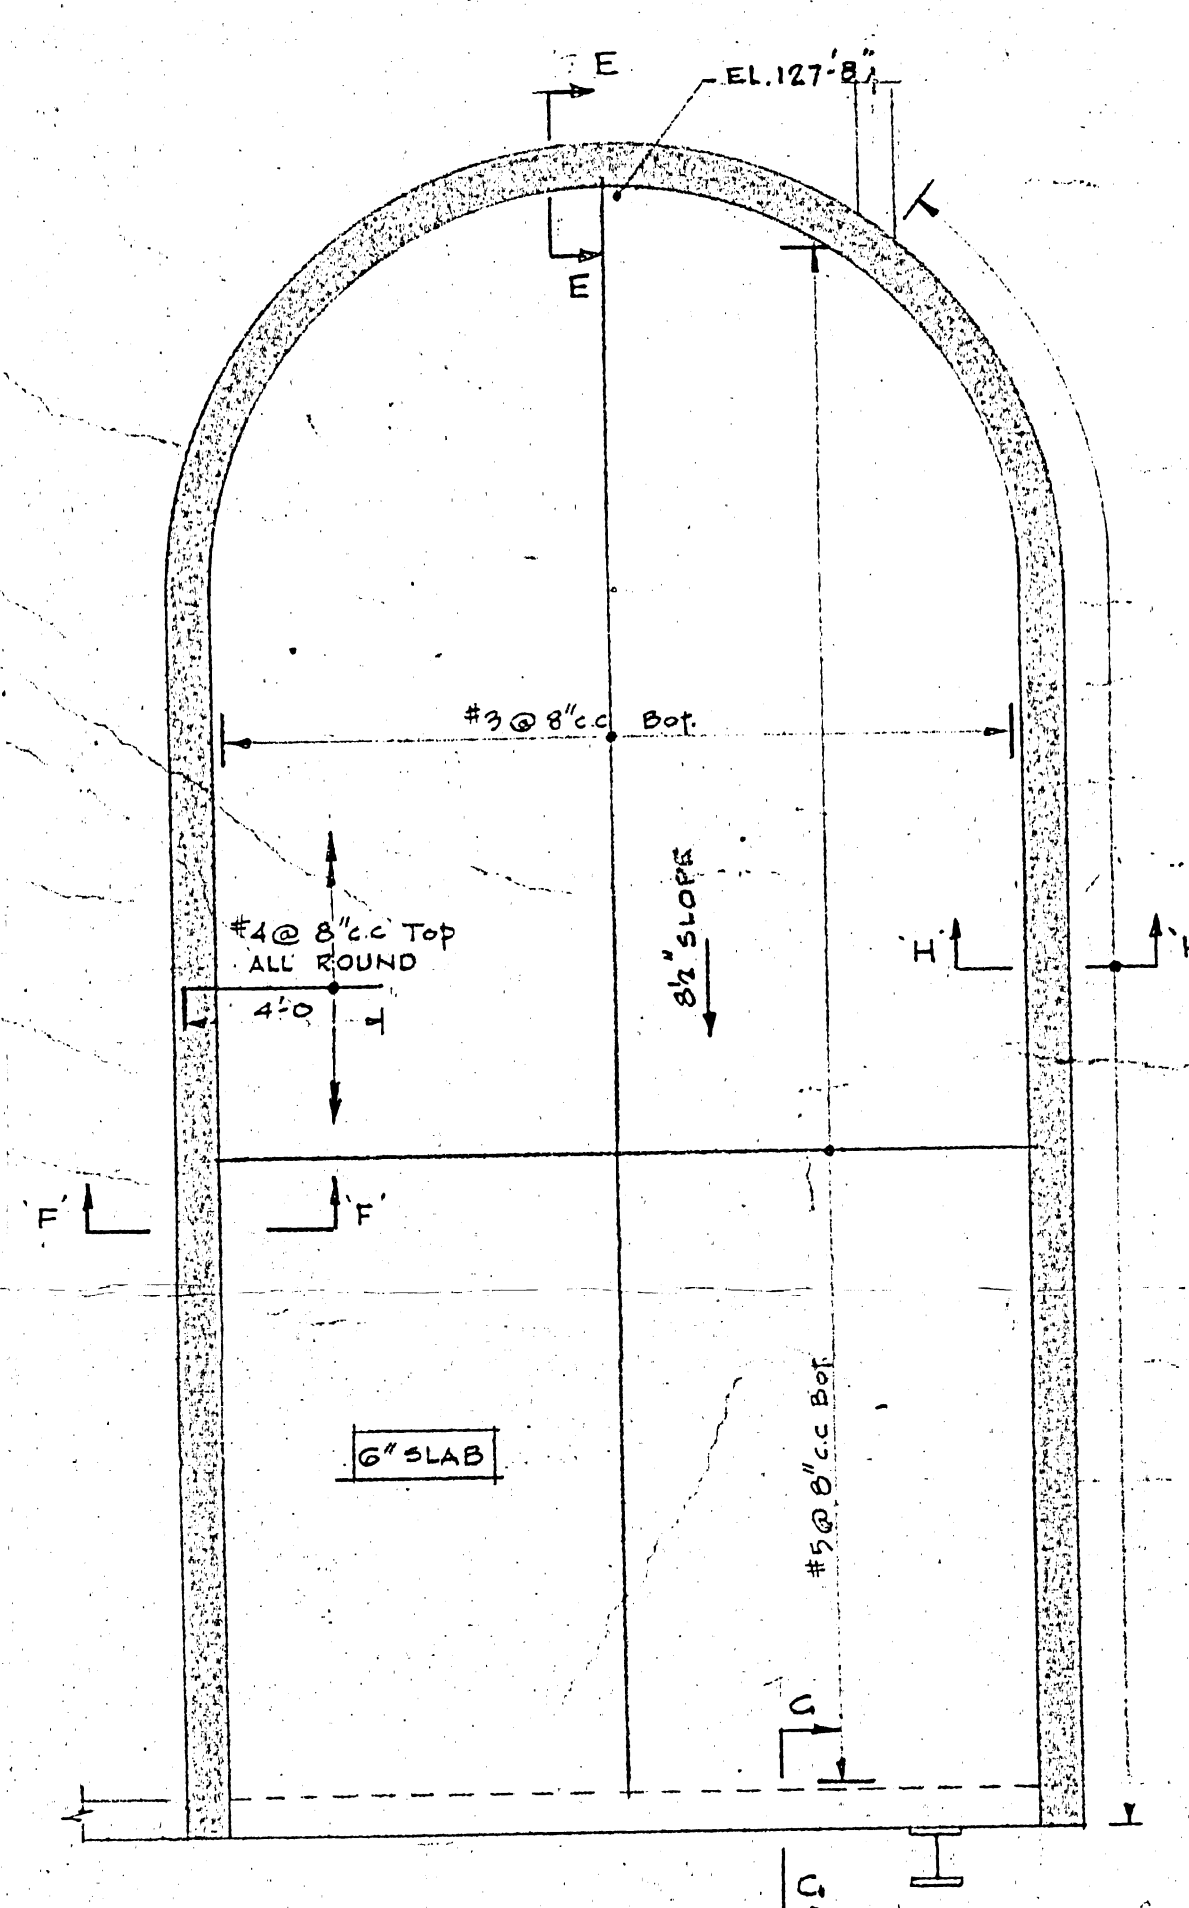 E
EL.127'-8"
E
#3 @ 8"c.c Bot.
#4 @ 8"c.c Top
ALL ROUND
4'-0
8½" SLOPE
'H'
'F'
'F'
6" SLAB
#5 @ 8"c.c Bot.
G
G